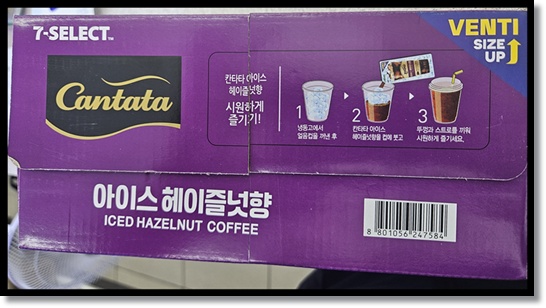 7-SELECT™
VENTI
SIZE
UP
Cantata
칸타타 아이스
헤이즐넛향
시원하게
즐기기!
1
냉동고에서
얼음컵을 꺼낸 후
2
칸타타 아이스
헤이즐넛향을 컵에 붓고
3
뚜껑과 스트로를 끼워
시원하게 즐기세요.
아이스 헤이즐넛향
ICED HAZELNUT COFFEE
8 801056 247584